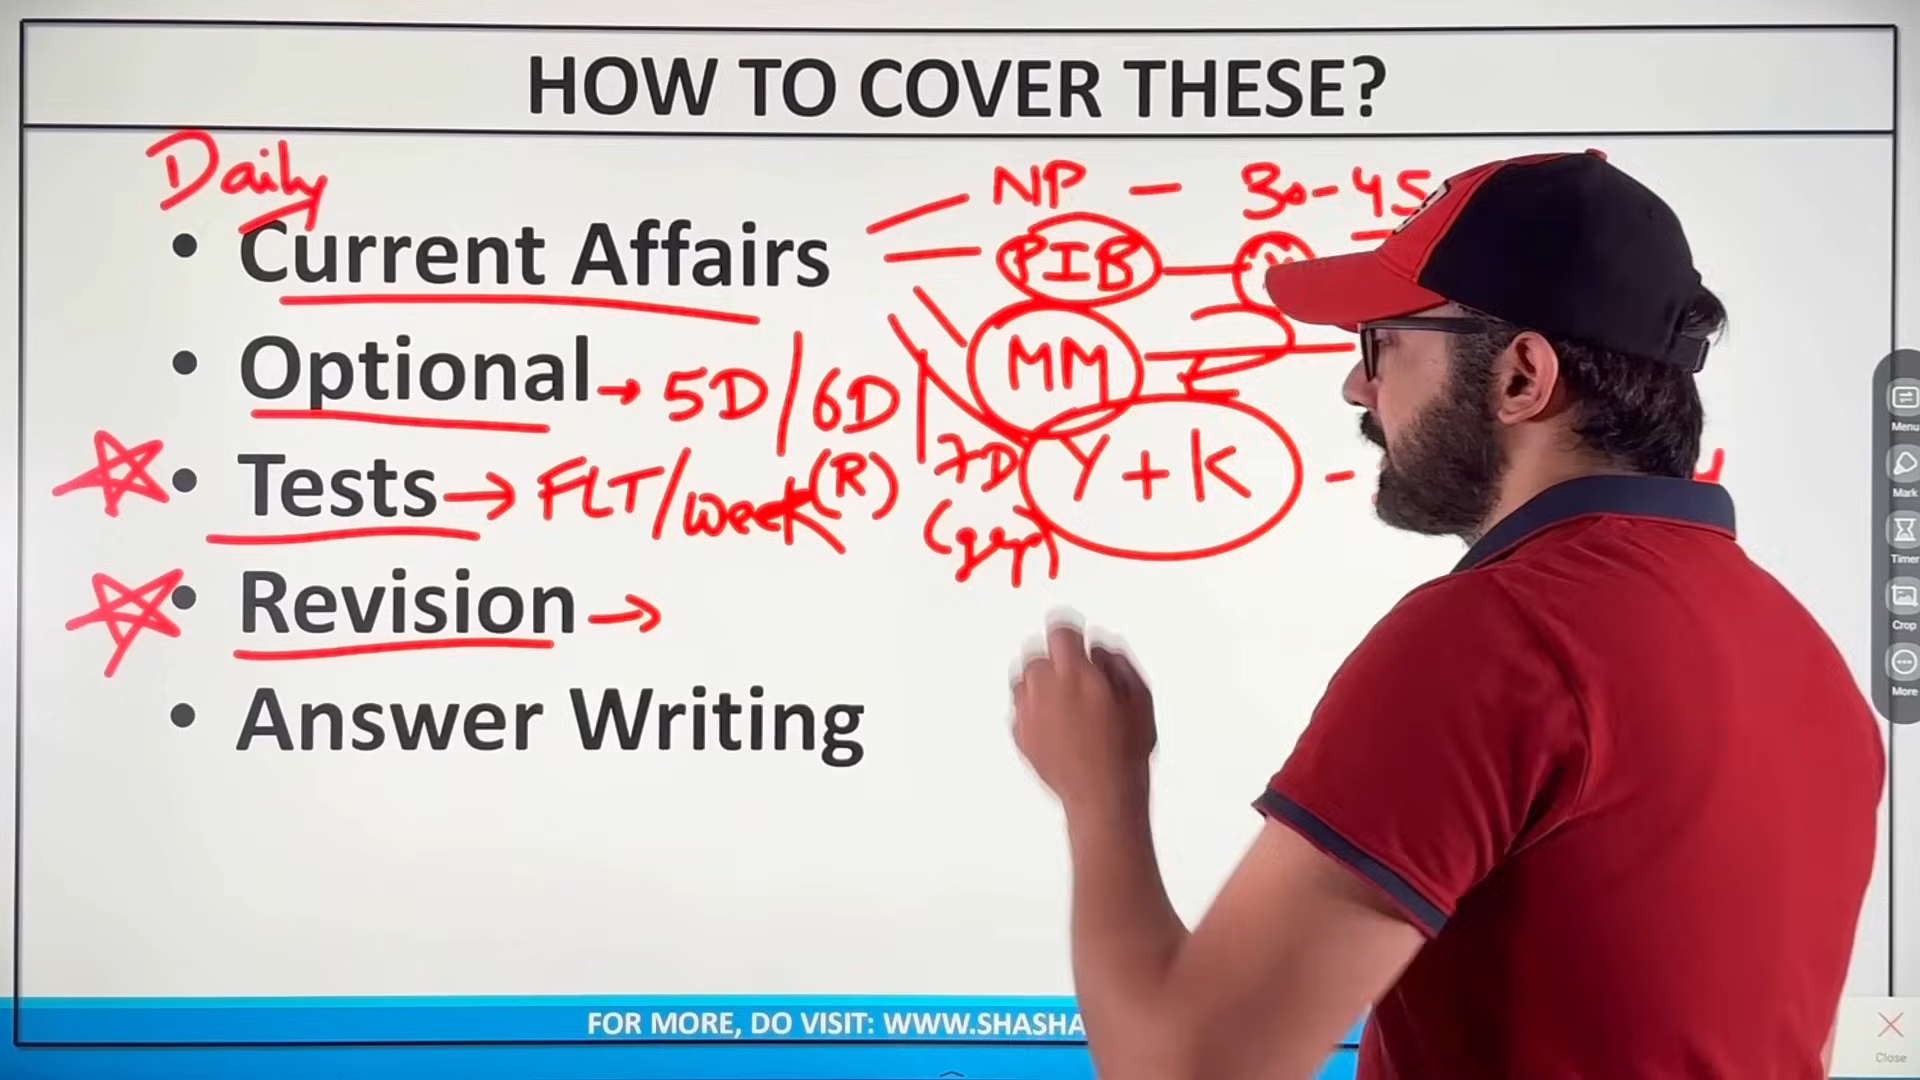 HOW TO COVER THESE?
Daily
NP - 30-45
• Current Affairs
PIB
MM
• Optional → 5D/6D
7D
(gap)
Y + K -
• Tests → FLT/week (R)
• Revision →
• Answer Writing
FOR MORE, DO VISIT: WWW.SHASHA
Menu
Mark
Timer
Crop
More
Close